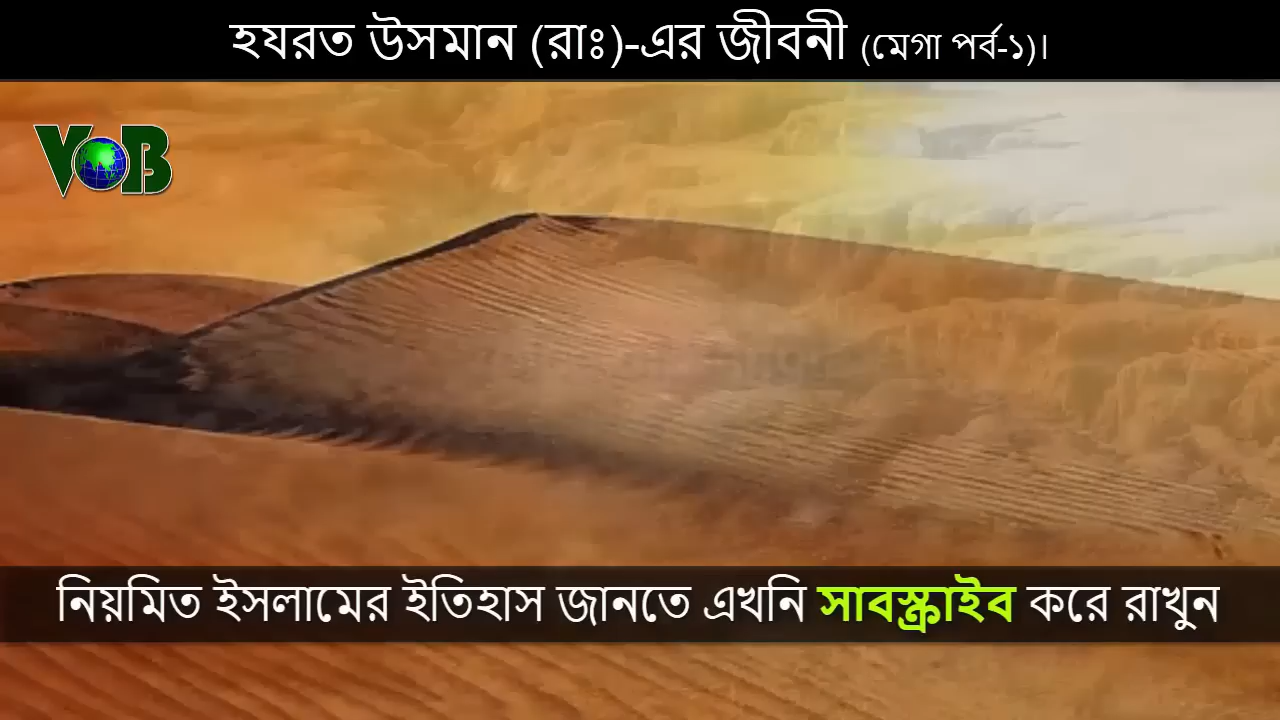 হযরত উসমান (রাঃ)-এর জীবনী (মেগা পর্ব-১)।
VOB
নিয়মিত ইসলামের ইতিহাস জানতে এখনি সাবস্ক্রাইব করে রাখুন